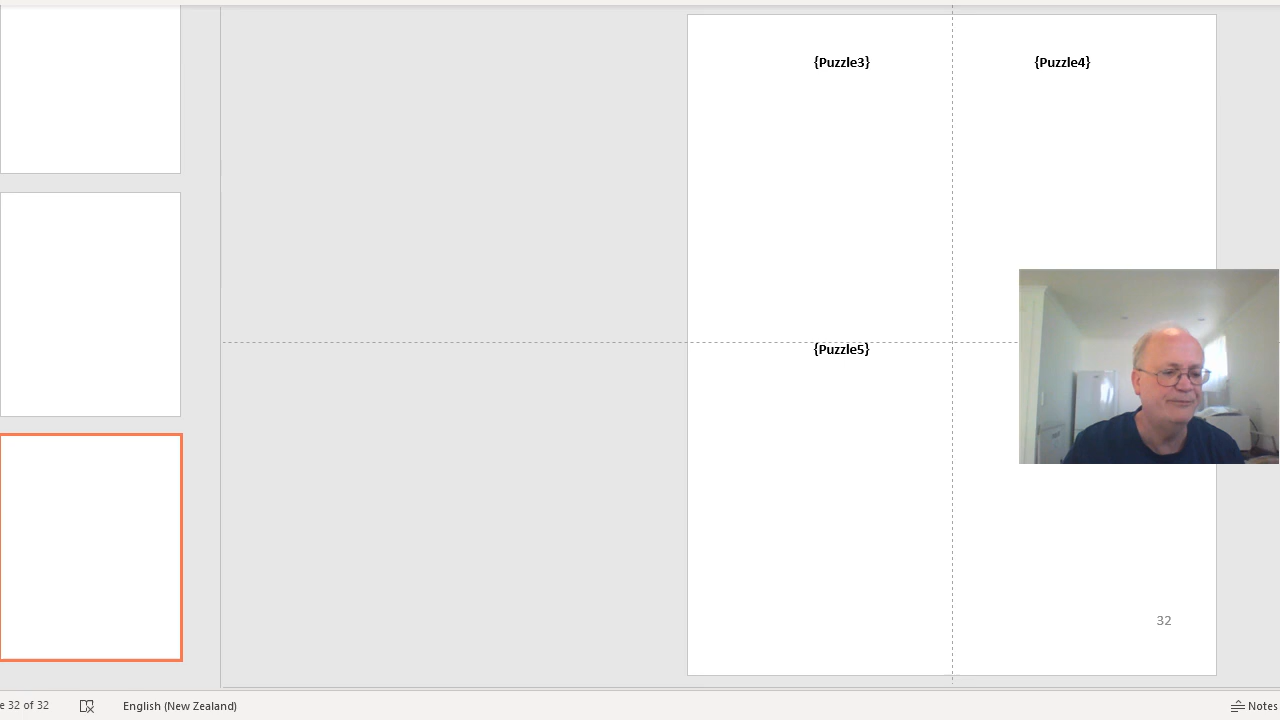 {Puzzle3}
{Puzzle4}
{Puzzle5}
32
e 32 of 32
English (New Zealand)
Notes